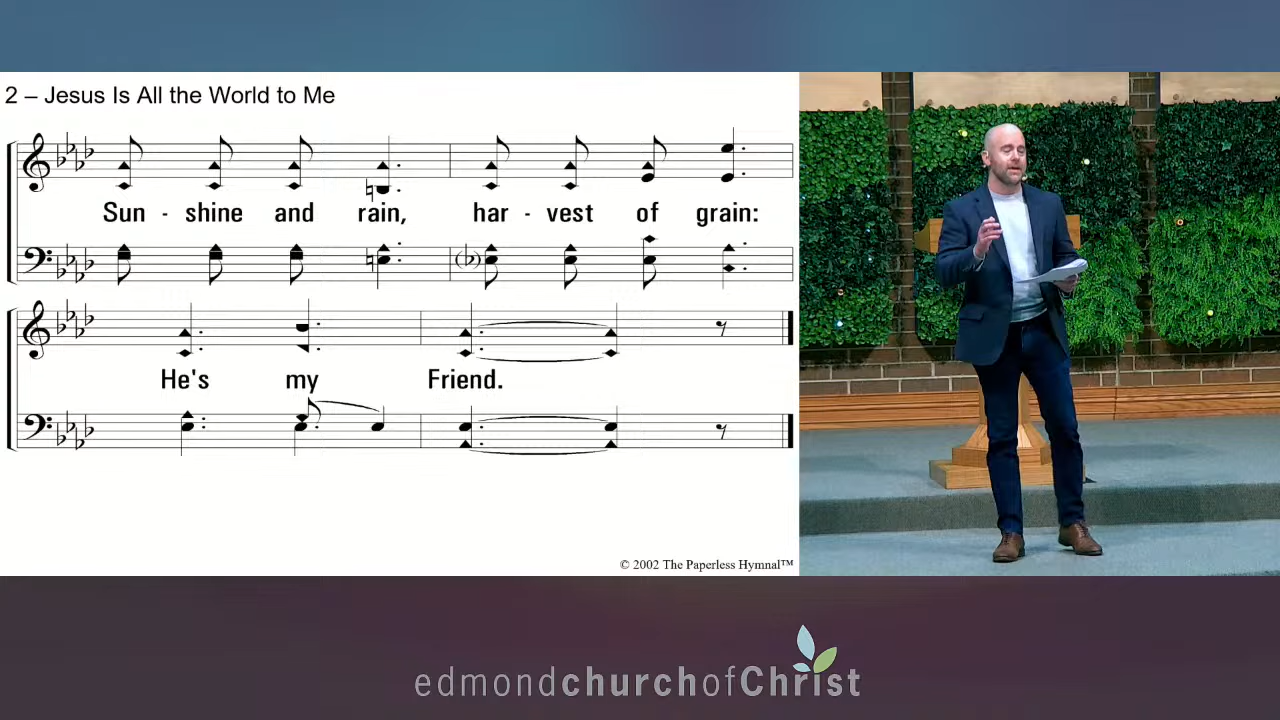 2 – Jesus Is All the World to Me
Sun - shine and rain, har - vest of grain:
He's my Friend.
© 2002 The Paperless Hymnal™
edmondchurchofChrist